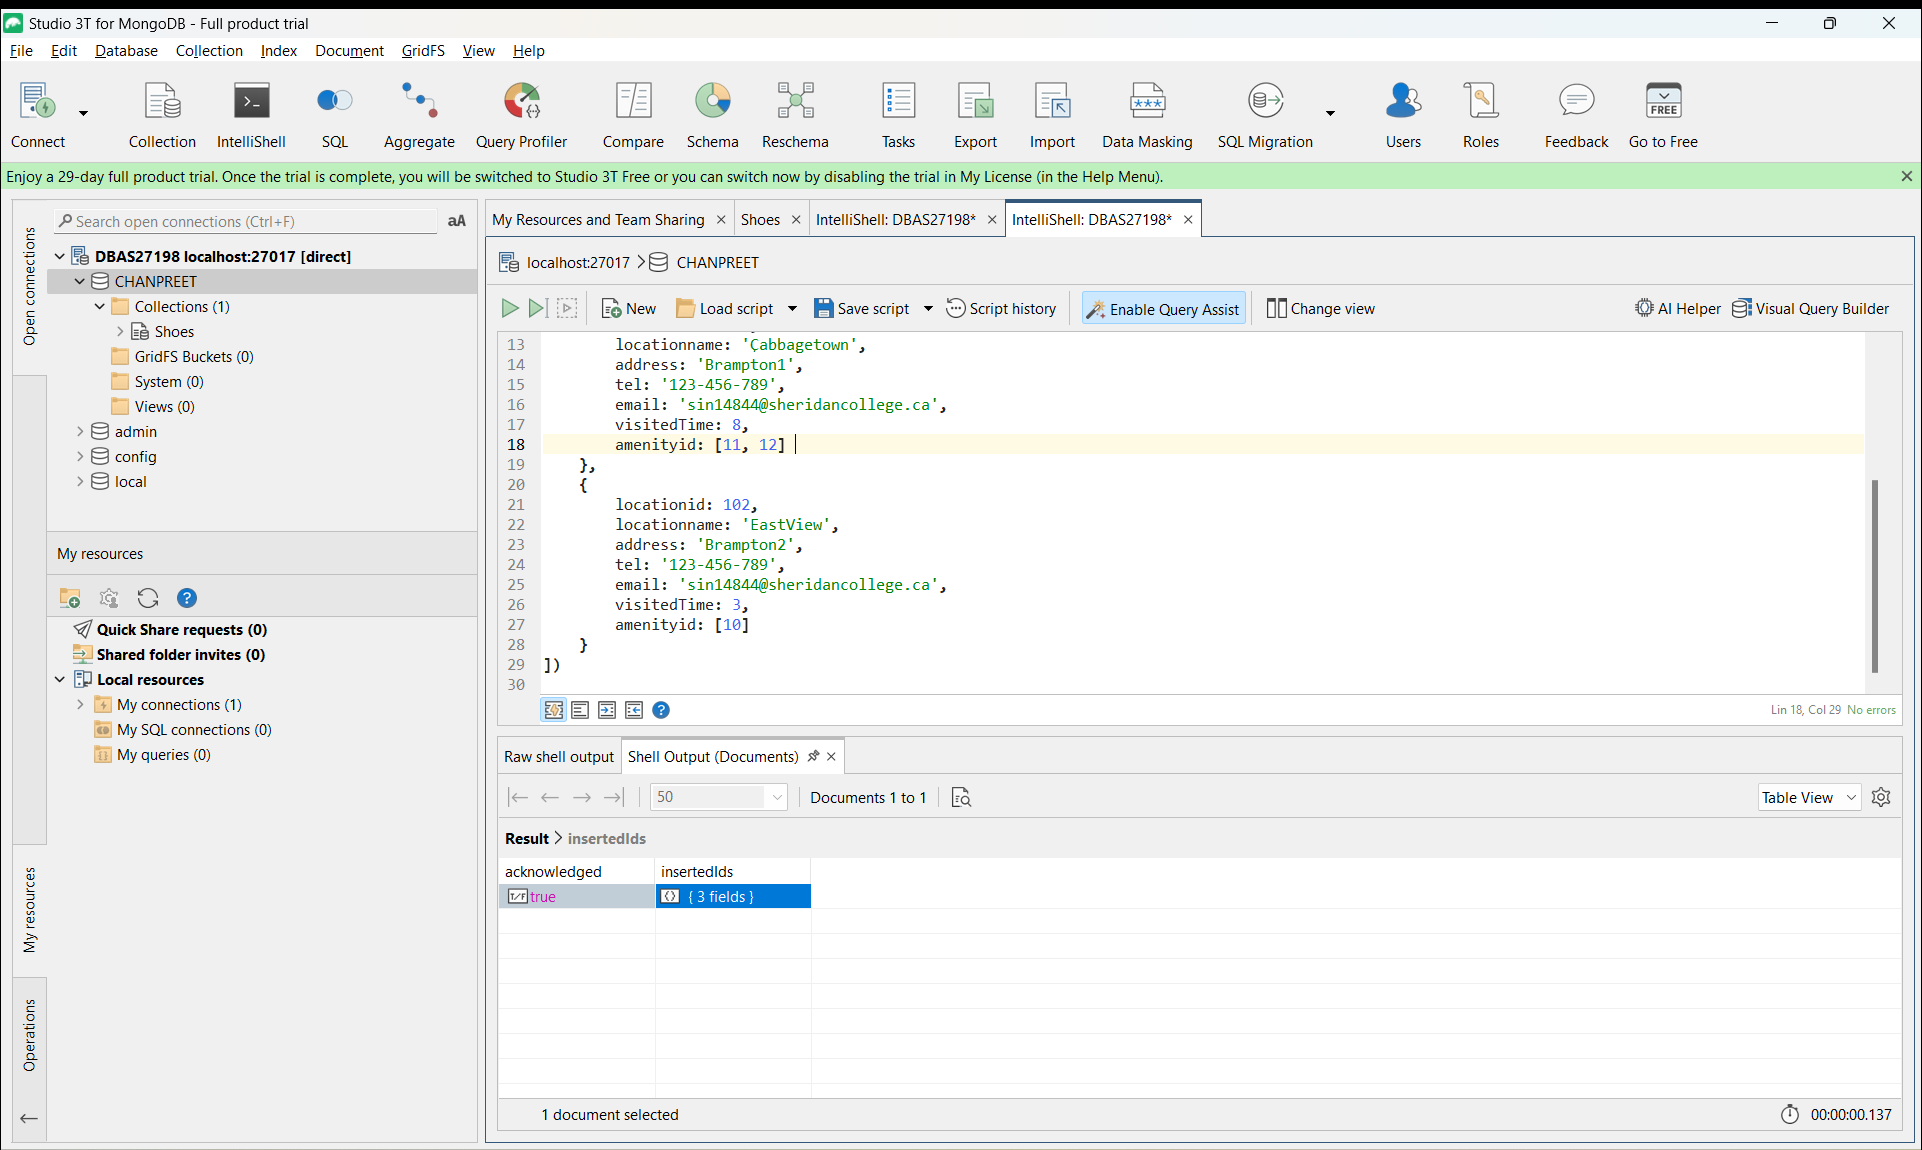 Studio 3T for MongoDB - Full product trial
File Edit Database Collection Index Document GridFS View Help
Connect Collection IntelliShell SQL Aggregate Query Profiler Compare Schema Reschema Tasks Export Import Data Masking SQL Migration Users Roles Feedback Go to Free
FREE
Enjoy a 29-day full product trial. Once the trial is complete, you will be switched to Studio 3T Free or you can switch now by disabling the trial in My License (in the Help Menu).
Open connections
Search open connections (Ctrl+F) aA
DBAS27198 localhost:27017 [direct]
CHANPREET
Collections (1)
Shoes
GridFS Buckets (0)
System (0)
Views (0)
admin
config
local
My resources
My resources
Quick Share requests (0)
Shared folder invites (0)
Local resources
My connections (1)
My SQL connections (0)
My queries (0)
Operations
My Resources and Team Sharing Shoes IntelliShell: DBAS27198* IntelliShell: DBAS27198*
localhost:27017 CHANPREET
New Load script Save script Script history Enable Query Assist Change view AI Helper Visual Query Builder
13 locationname: 'Cabbagetown',
14 address: 'Brampton1',
15 tel: '123-456-789',
16 email: 'sin14844@sheridancollege.ca',
17 visitedTime: 8,
18 amenityid: [11, 12]
19 },
20 {
21 locationid: 102,
22 locationname: 'EastView',
23 address: 'Brampton2',
24 tel: '123-456-789',
25 email: 'sin14844@sheridancollege.ca',
26 visitedTime: 3,
27 amenityid: [10]
28 }
29 ])
30
Lin 18, Col 29 No errors
Raw shell output Shell Output (Documents)
50 Documents 1 to 1 Table View
Result > insertedIds
acknowledged insertedIds
T/F true { 3 fields }
1 document selected 00:00:00.137